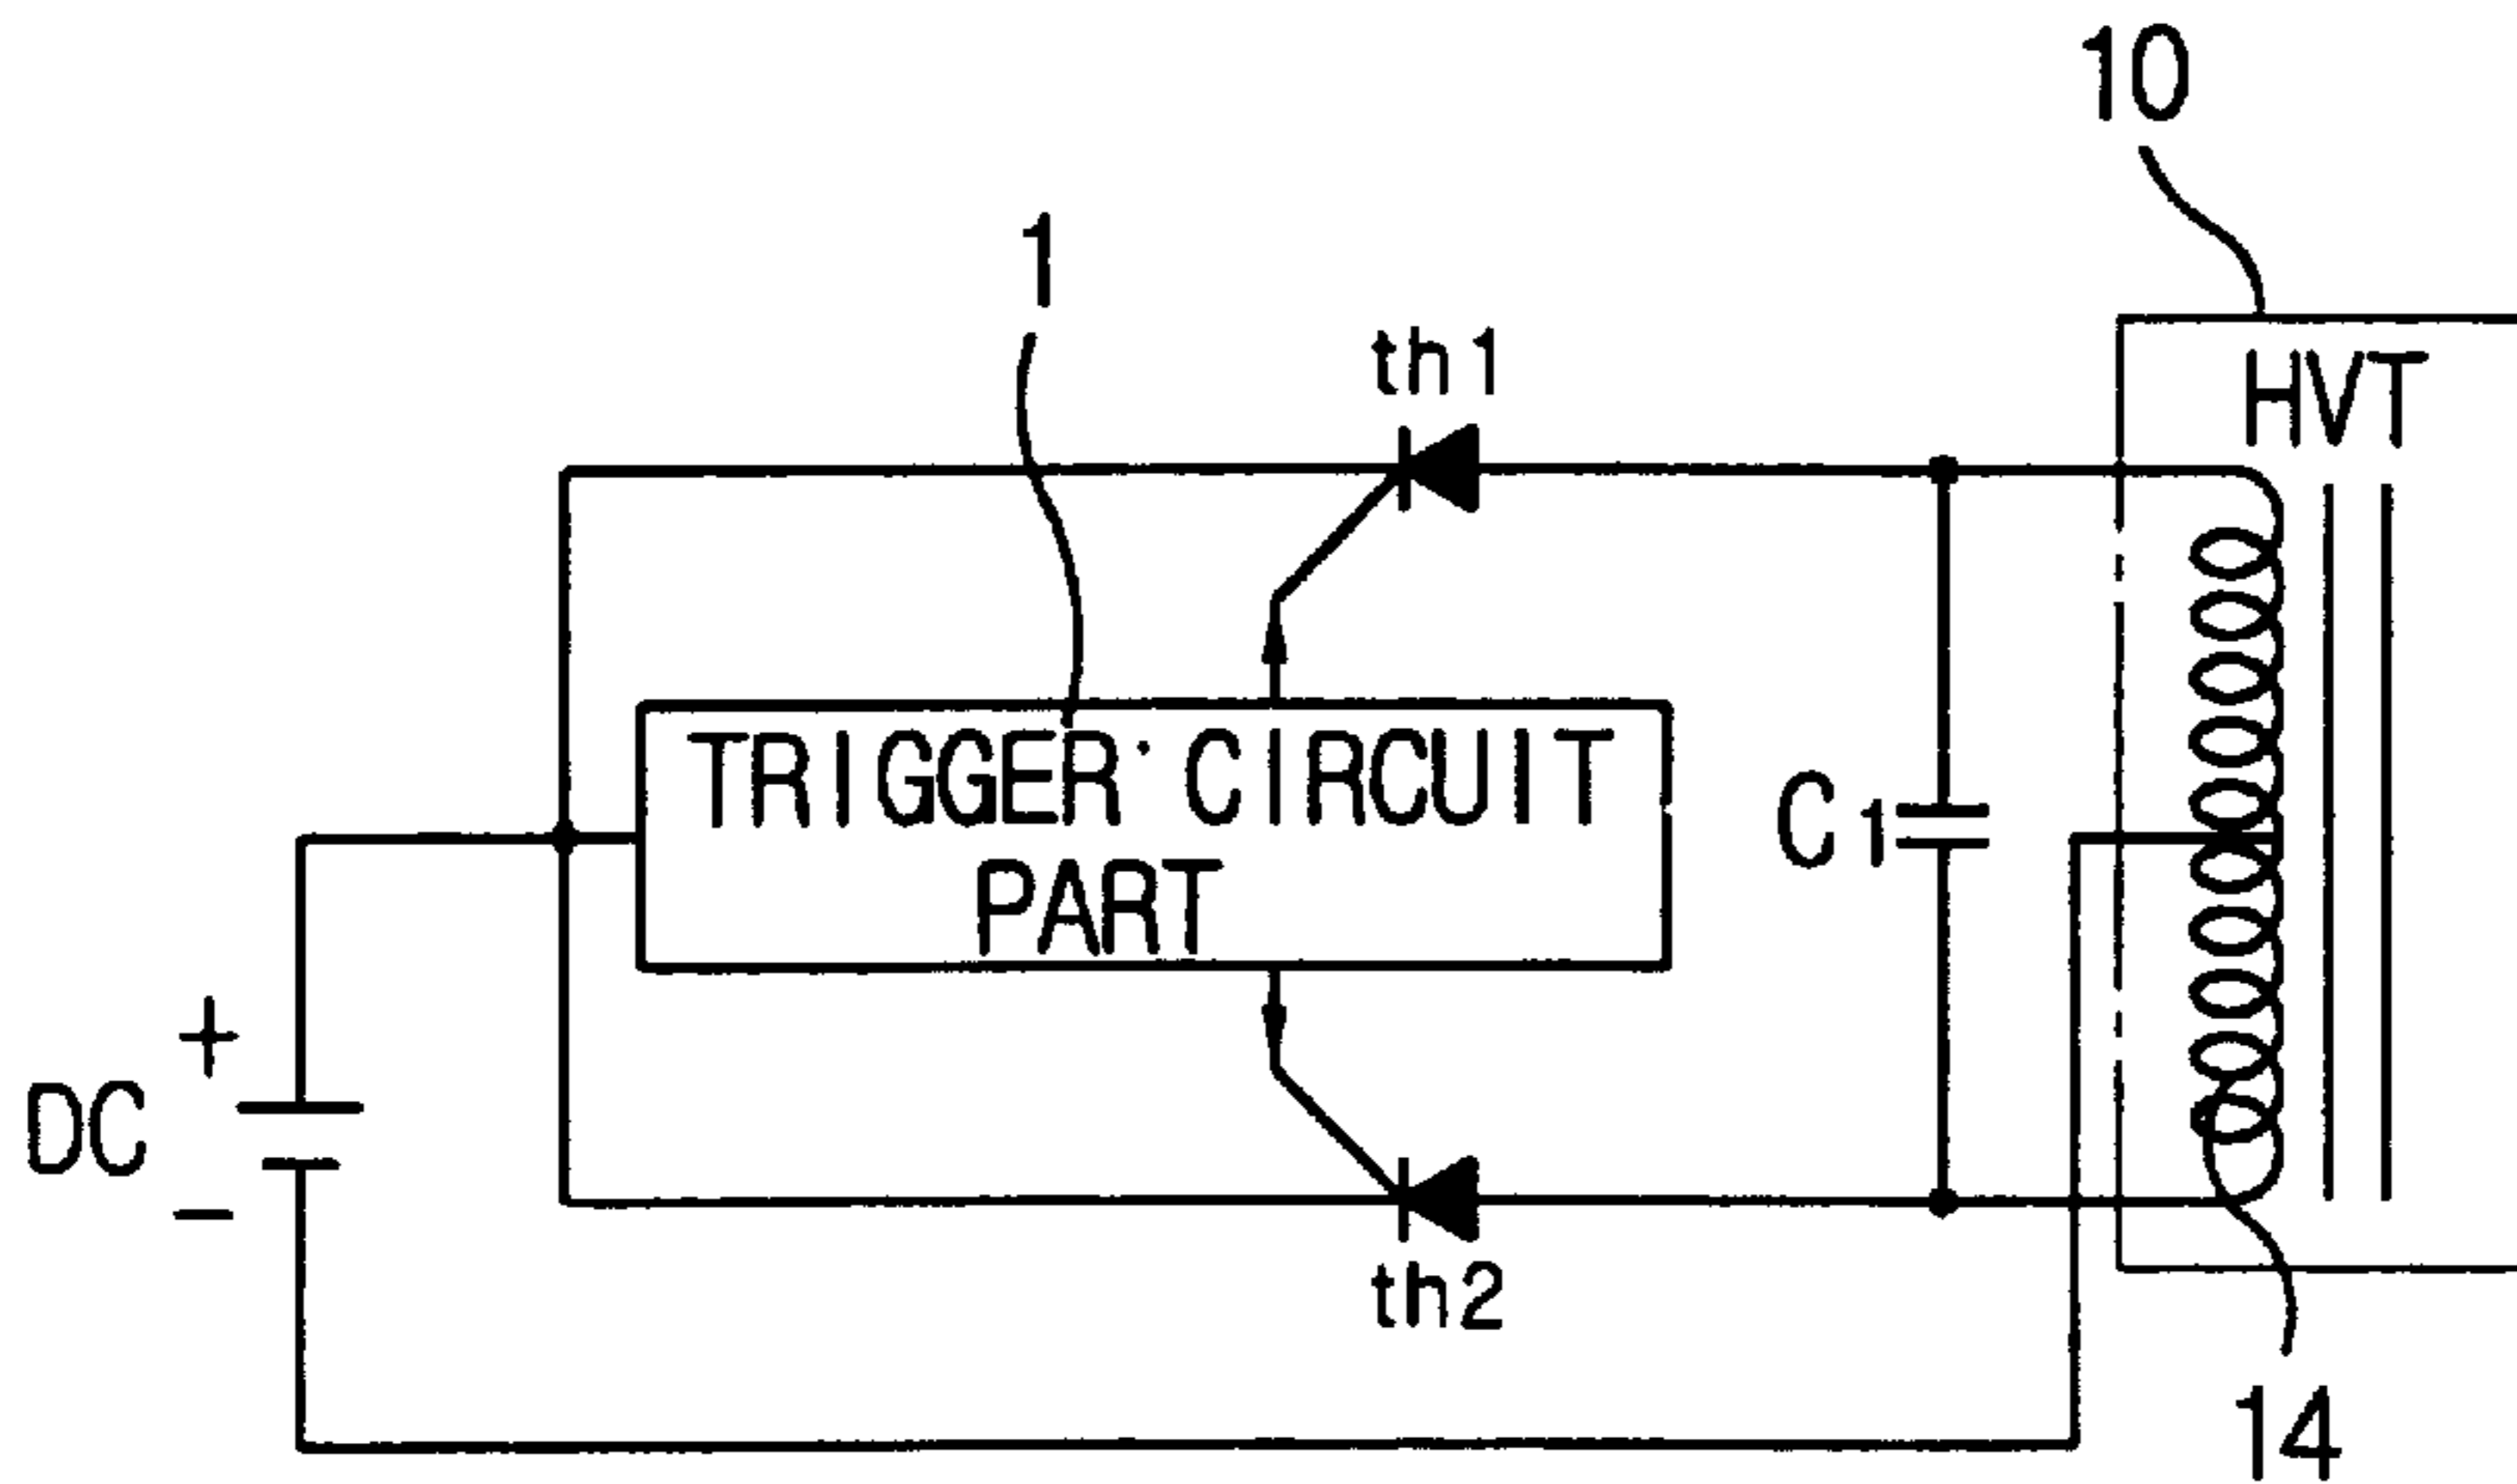 10
1
th1
HVT
TRIGGER CIRCUIT
PART
C1
+
DC
−
th2
14